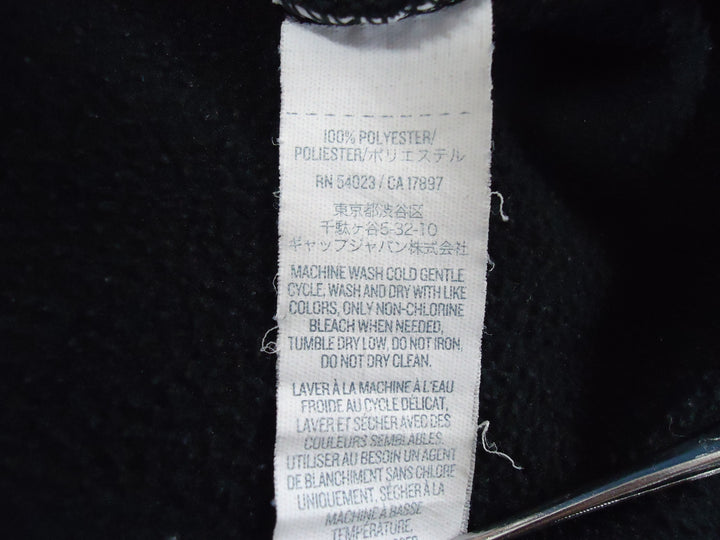 100% POLYESTER/
POLIESTER/ポリエステル
RN 54023 / CA 17897
東京都渋谷区
千駄ヶ谷5-32-10
ギャップジャパン株式会社
MACHINE WASH COLD GENTLE
CYCLE, WASH AND DRY WITH LIKE
COLORS, ONLY NON-CHLORINE
BLEACH WHEN NEEDED,
TUMBLE DRY LOW, DO NOT IRON,
DO NOT DRY CLEAN.
LAVER À LA MACHINE À L'EAU
FROIDE AU CYCLE DÉLICAT,
LAVER ET SÉCHER AVEC DES
COULEURS SEMBLABLES,
UTILISER AU BESOIN UN AGENT
DE BLANCHIMENT SANS CHLORE
UNIQUEMENT, SÉCHER À LA
MACHINE À BASSE
TEMPÉRATURE,